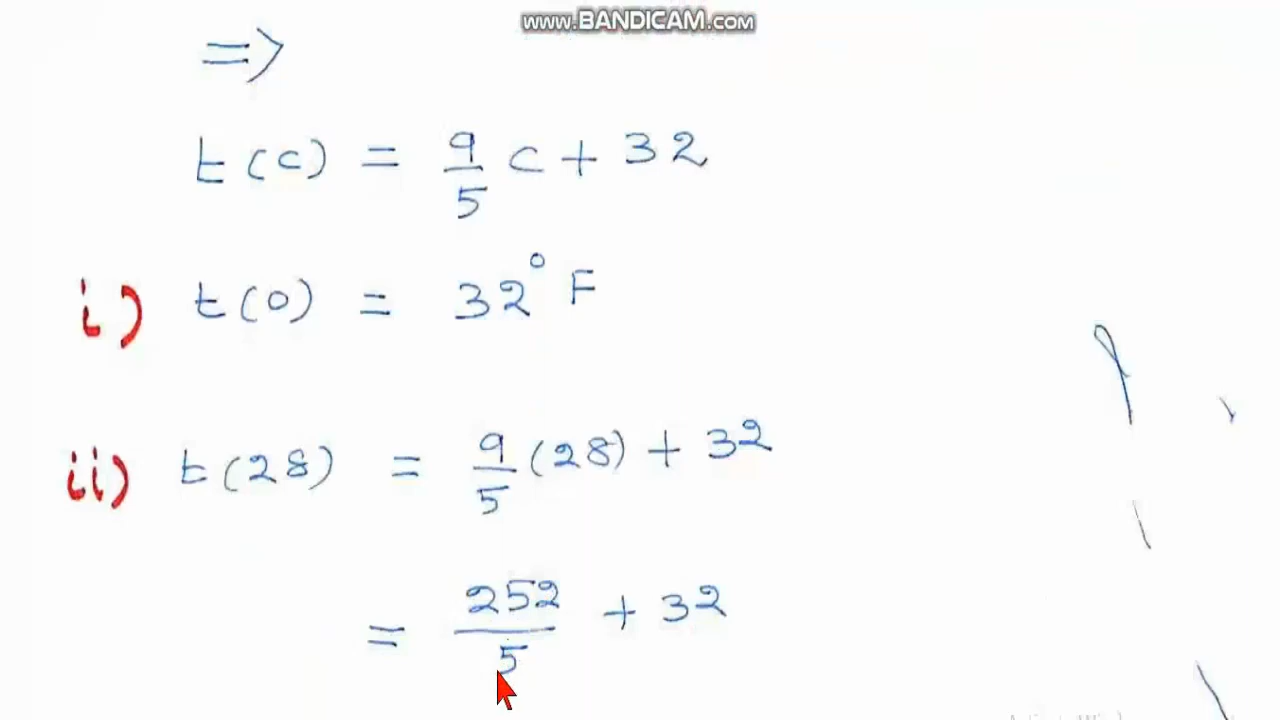 www.BANDICAM.com
=>
t(c) = 9/5 c + 32
i) t(0) = 32° F
ii) t(28) = 9/5 (28) + 32
= 252/5 + 32